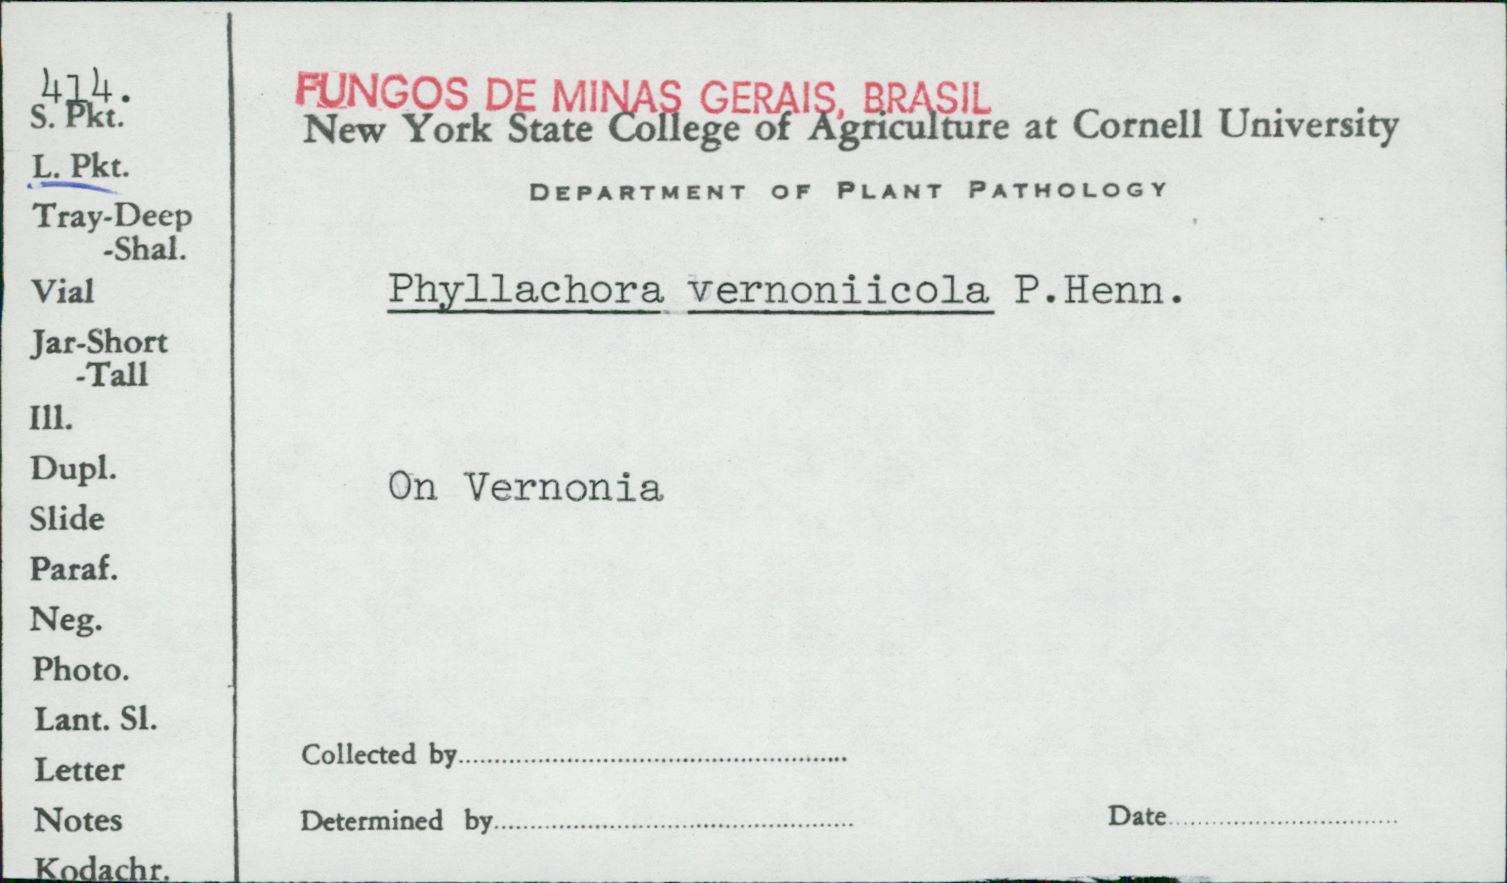 414.
S. Pkt.
L. Pkt.
Tray-Deep
-Shal.
Vial
Jar-Short
-Tall
Ill.
Dupl.
Slide
Paraf.
Neg.
Photo.
Lant. Sl.
Letter
Notes
Kodachr.
FUNGOS DE MINAS GERAIS, BRASIL
New York State College of Agriculture at Cornell University
DEPARTMENT OF PLANT PATHOLOGY
Phyllachora vernoniicola P.Henn.
On Vernonia
Collected by
Determined by
Date